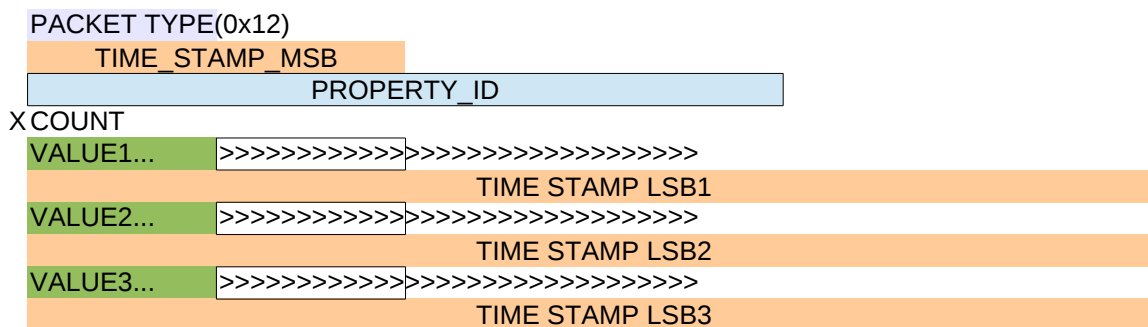 PACKET TYPE(0x12)
TIME_STAMP_MSB
PROPERTY_ID
X COUNT
VALUE1... >>>>>>>>>>>>>>>>>>>>>>>>>>>>>>>
TIME STAMP LSB1
VALUE2... >>>>>>>>>>>>>>>>>>>>>>>>>>>>>>>
TIME STAMP LSB2
VALUE3... >>>>>>>>>>>>>>>>>>>>>>>>>>>>>>>
TIME STAMP LSB3